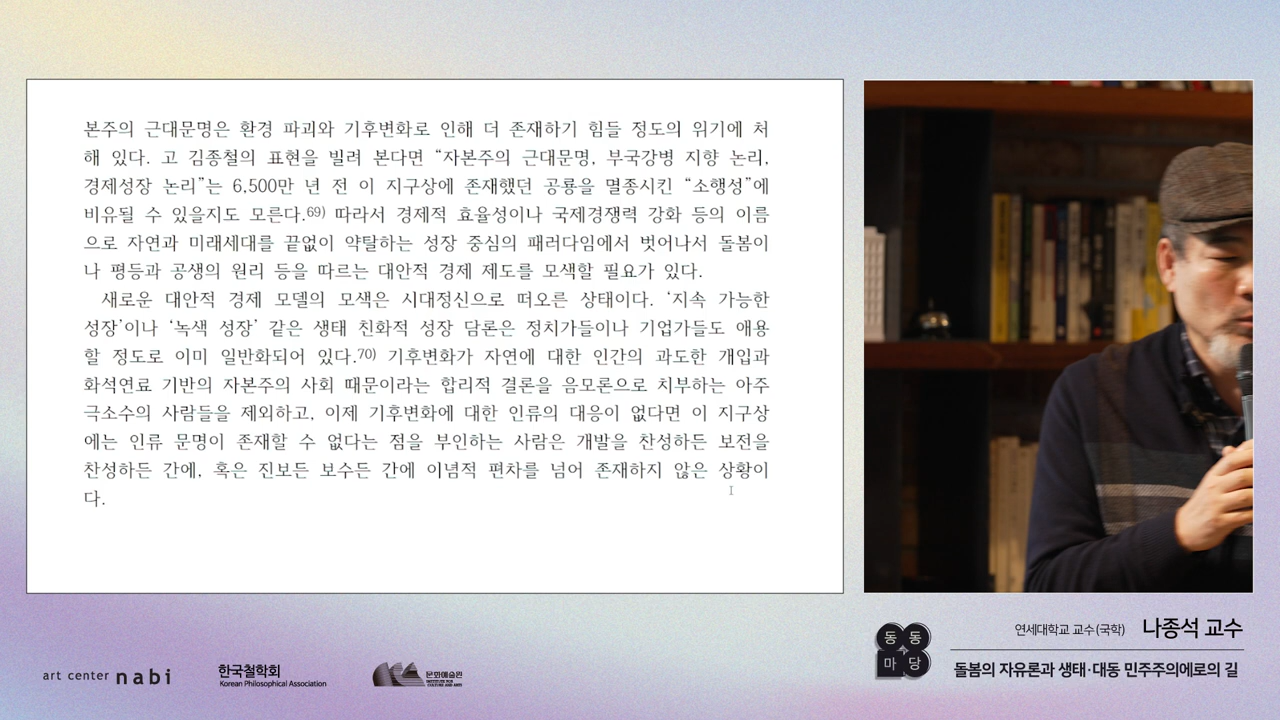 본주의 근대문명은 환경 파괴와 기후변화로 인해 더 존재하기 힘들 정도의 위기에 처
해 있다. 고 김종철의 표현을 빌려 본다면 “자본주의 근대문명, 부국강병 지향 논리,
경제성장 논리”는 6,500만 년 전 이 지구상에 존재했던 공룡을 멸종시킨 “소행성”에
비유될 수 있을지도 모른다.69) 따라서 경제적 효율성이나 국제경쟁력 강화 등의 이름
으로 자연과 미래세대를 끝없이 약탈하는 성장 중심의 패러다임에서 벗어나서 돌봄이
나 평등과 공생의 원리 등을 따르는 대안적 경제 제도를 모색할 필요가 있다.
새로운 대안적 경제 모델의 모색은 시대정신으로 떠오른 상태이다. ‘지속 가능한
성장’이나 ‘녹색 성장’ 같은 생태 친화적 성장 담론은 정치가들이나 기업가들도 애용
할 정도로 이미 일반화되어 있다.70) 기후변화가 자연에 대한 인간의 과도한 개입과
화석연료 기반의 자본주의 사회 때문이라는 합리적 결론을 음모론으로 치부하는 아주
극소수의 사람들을 제외하고, 이제 기후변화에 대한 인류의 대응이 없다면 이 지구상
에는 인류 문명이 존재할 수 없다는 점을 부인하는 사람은 개발을 찬성하든 보전을
찬성하든 간에, 혹은 진보든 보수든 간에 이념적 편차를 넘어 존재하지 않은 상황이
다.
동동
마당
연세대학교 교수(국학) 나종석 교수
돌봄의 자유론과 생태·대동 민주주의에로의 길
art center nabi
한국철학회
Korean Philosophical Association
문화예술원
INSTITUTE FOR
CULTURE AND ARTS